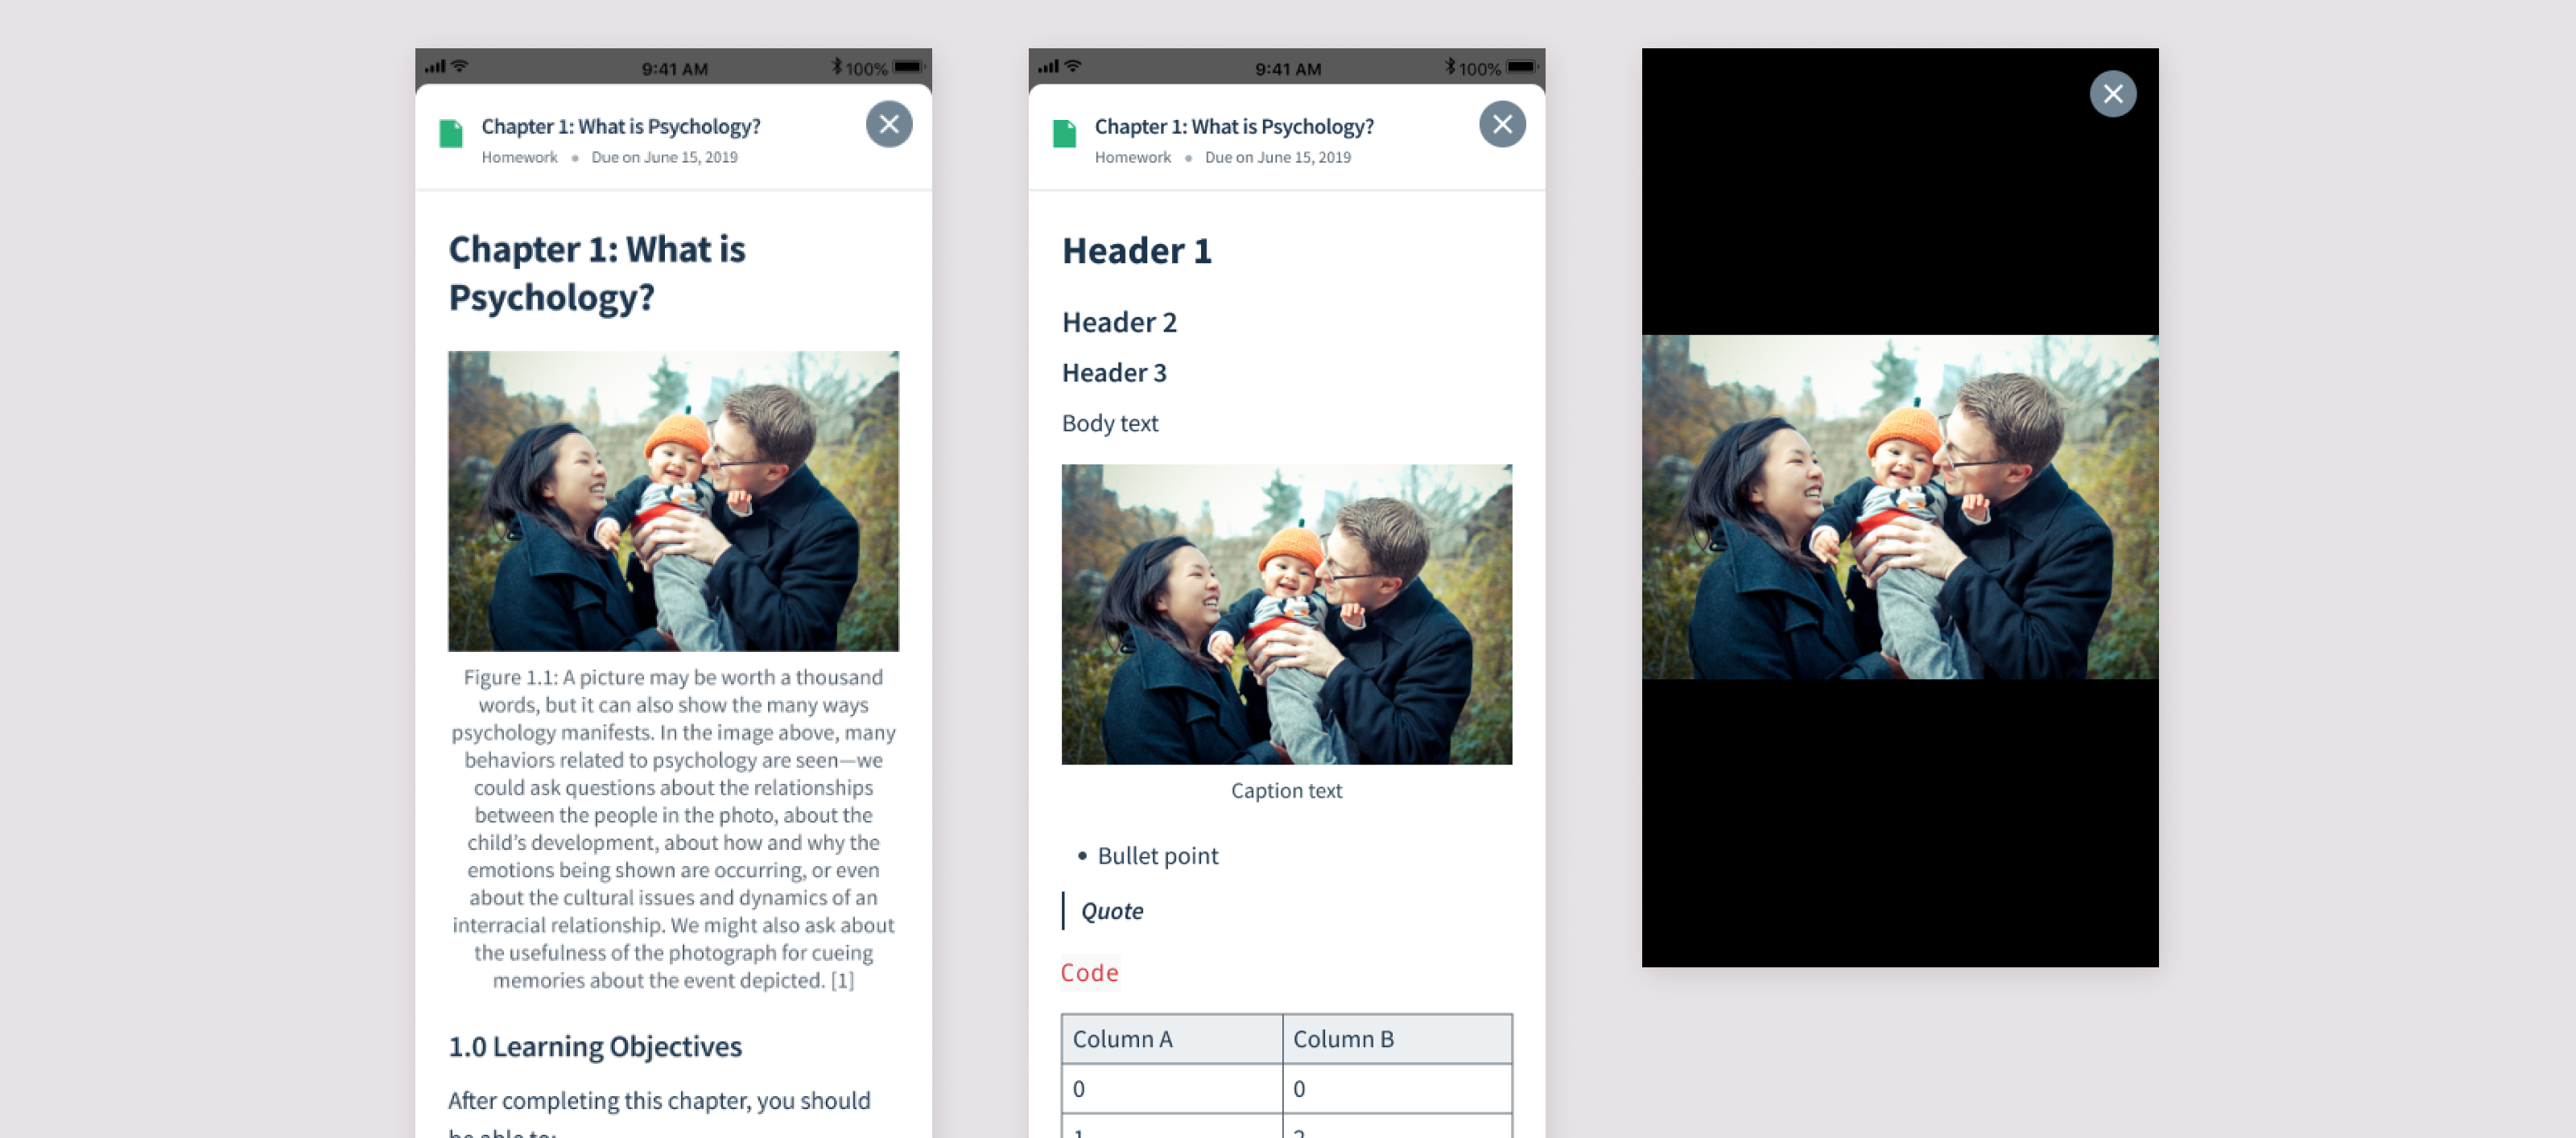 9:41 AM
100%
Chapter 1: What is Psychology?
Homework • Due on June 15, 2019
Chapter 1: What is
Psychology?
Figure 1.1: A picture may be worth a thousand
words, but it can also show the many ways
psychology manifests. In the image above, many
behaviors related to psychology are seen—we
could ask questions about the relationships
between the people in the photo, about the
child’s development, about how and why the
emotions being shown are occurring, or even
about the cultural issues and dynamics of an
interracial relationship. We might also ask about
the usefulness of the photograph for cueing
memories about the event depicted. [1]
1.0 Learning Objectives
After completing this chapter, you should
be able to:
9:41 AM
100%
Chapter 1: What is Psychology?
Homework • Due on June 15, 2019
Header 1
Header 2
Header 3
Body text
Caption text
• Bullet point
Quote
Code
Column A Column B
0 0
1 2